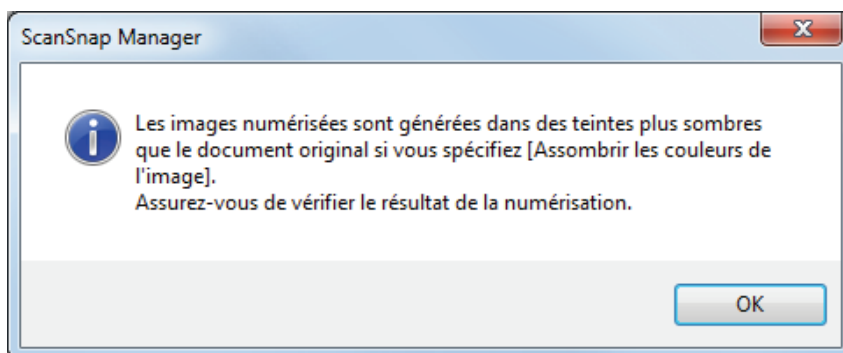 ScanSnap Manager
Les images numérisées sont générées dans des teintes plus sombres
que le document original si vous spécifiez [Assombrir les couleurs de
l'image].
Assurez-vous de vérifier le résultat de la numérisation.
OK